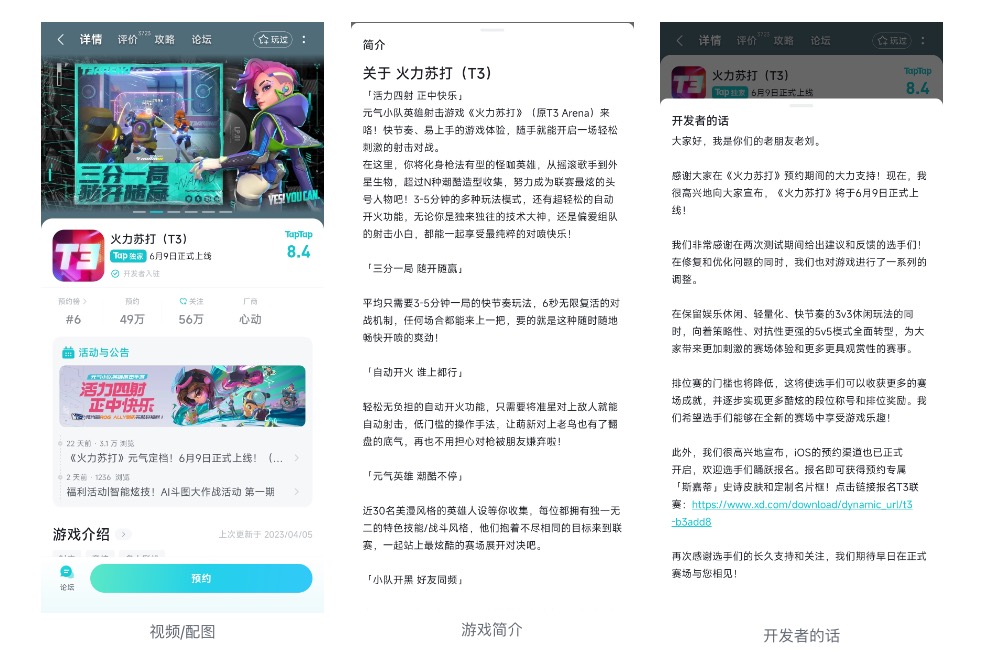 详情 评价 3723 攻略 论坛 玩过
三分一局
随开随赢
YES! YOU CAN.
T3
火力苏打（T3）
Tap 独家 6月9日正式上线
开发者入驻
TapTap
8.4
预约榜 预约 关注 厂商
#6 49万 56万 心动
活动与公告
活力四射
正中快乐
22 天前 · 3.1 万 浏览
《火力苏打》元气定档！6月9日正式上线！（...
2 天前 · 1236 浏览
福利活动|智能炫技！AI斗图大作战活动 第一期
游戏介绍
上次更新于 2023/04/05
论坛
预约
视频/配图
简介
关于 火力苏打（T3）
「活力四射 正中快乐」
元气小队英雄射击游戏《火力苏打》（原T3 Arena）来
咯！快节奏、易上手的游戏体验，随手就能开启一场轻松
刺激的射击对战。
在这里，你将化身枪法有型的怪咖英雄，从摇滚歌手到外
星生物，超过N种潮酷造型收集，努力成为联赛最炫的头
号人物吧！3-5分钟的多种玩法模式，还有超轻松的自动
开火功能，无论你是独来独往的技术大神，还是偏爱组队
的射击小白，都能一起享受最纯粹的对喷快乐！
「三分一局 随开随赢」
平均只需要3-5分钟一局的快节奏玩法，6秒无限复活的对
战机制，任何场合都能来上一把，要的就是这种随时随地
畅快开喷的爽劲！
「自动开火 谁上都行」
轻松无负担的自动开火功能，只需要将准星对上敌人就能
自动射击，低门槛的操作手法，让萌新对上老鸟也有了翻
盘的底气，再也不用担心对枪被朋友嫌弃啦！
「元气英雄 潮酷不停」
近30名美漫风格的英雄人设等你收集，每位都拥有独一无
二的特色技能/战斗风格，他们抱着不尽相同的目标来到联
赛，一起站上最炫酷的赛场展开对决吧。
「小队开黑 好友同频」
游戏简介
详情 评价 3723 攻略 论坛 玩过
T3
火力苏打（T3）
Tap 独家 6月9日正式上线
TapTap
8.4
开发者的话
大家好，我是你们的老朋友老刘。
感谢大家在《火力苏打》预约期间的大力支持！现在，我
很高兴地向大家宣布，《火力苏打》将于6月9日正式上
线！
我们非常感谢在两次测试期间给出建议和反馈的选手们！
在修复和优化问题的同时，我们也对游戏进行了一系列的
调整。
在保留娱乐休闲、轻量化、快节奏的3v3休闲玩法的同
时，向着策略性、对抗性更强的5v5模式全面转型，为大
家带来更加刺激的赛场体验和更多更具观赏性的赛事。
排位赛的门槛也将降低，这将使选手们可以收获更多的赛
场成就，并逐步实现更多酷炫的段位称号和排位奖励。我
们希望选手们能够在全新的赛场中享受游戏乐趣！
此外，我们很高兴地宣布，iOS的预约渠道也已正式
开启，欢迎选手们踊跃报名。报名即可获得预约专属
「斯嘉蒂」史诗皮肤和定制名片框！点击链接报名T3联
赛：https://www.xd.com/download/dynamic_url/t3
-b3add8
再次感谢选手们的长久支持和关注，我们期待早日在正式
赛场与您相见！
开发者的话